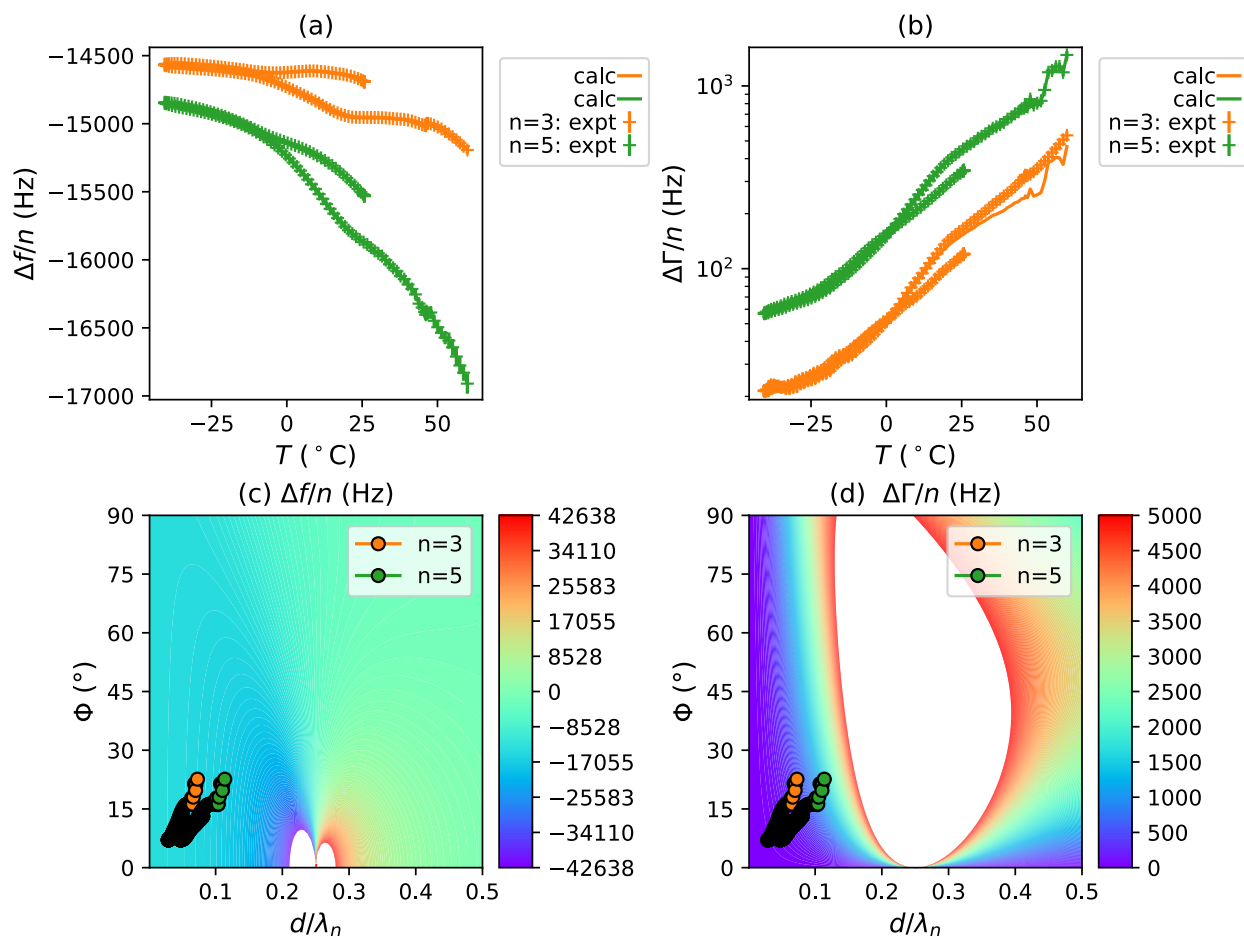 (a)
Δf/n (Hz)
−14500
−15000
−15500
−16000
−16500
−17000
−25 0 25 50
T (°C)
calc
calc
n=3: expt
n=5: expt
(b)
ΔΓ/n (Hz)
10³
10²
−25 0 25 50
T (°C)
calc
calc
n=3: expt
n=5: expt
(c) Δf/n (Hz)
Φ (°)
90
75
60
45
30
15
0
0.1 0.2 0.3 0.4 0.5
d/λₙ
n=3
n=5
42638
34110
25583
17055
8528
0
−8528
−17055
−25583
−34110
−42638
(d) ΔΓ/n (Hz)
Φ (°)
90
75
60
45
30
15
0
0.1 0.2 0.3 0.4 0.5
d/λₙ
n=3
n=5
5000
4500
4000
3500
3000
2500
2000
1500
1000
500
0